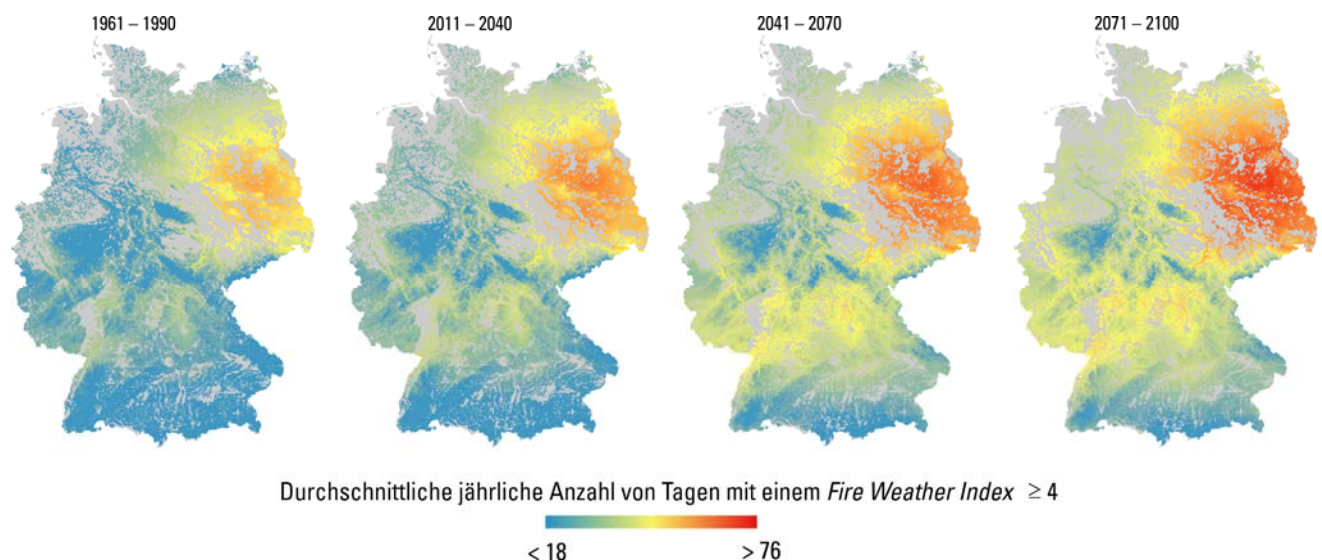 1961 – 1990
2011 – 2040
2041 – 2070
2071 – 2100
Durchschnittliche jährliche Anzahl von Tagen mit einem Fire Weather Index ≥ 4
< 18
> 76